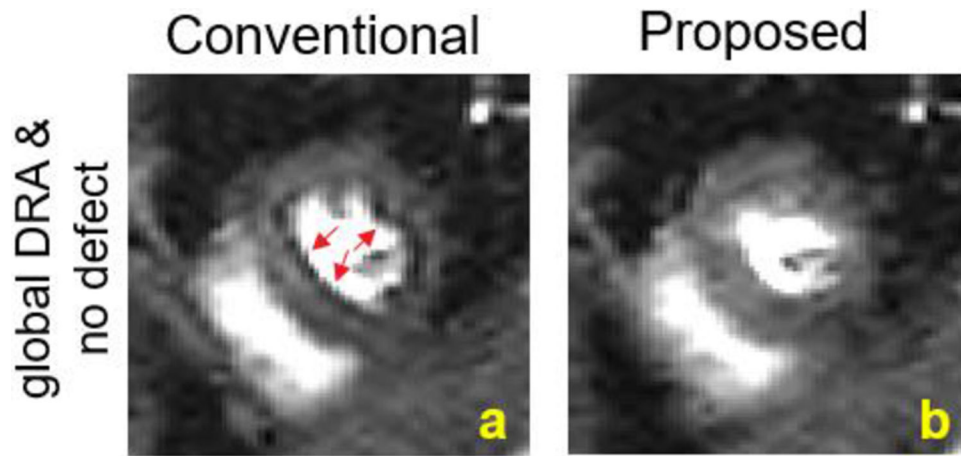 Conventional
Proposed
global DRA &
no defect
a
b